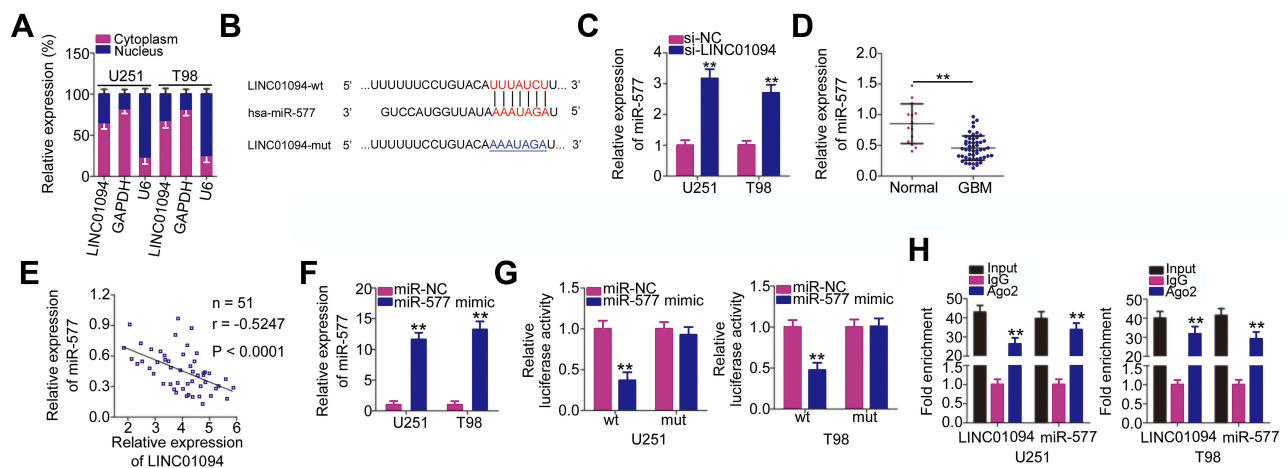 A
Relative expression (%)
Cytoplasm
Nucleus
U251 T98
150
100
50
0
LINC01094 GAPDH U6 LINC01094 GAPDH U6
B
LINC01094-wt 5' ...UUUUUUCCUGUACAUUUAUCUU... 3'
hsa-miR-577 3' GUCCAUGGUUAUAAAAUAGAU 5'
LINC01094-mut 5' ...UUUUUUCCUGUACAAAAUAGAU... 3'
C
Relative expression
of miR-577
si-NC
si-LINC01094
4
3
2
1
0
** **
U251 T98
D
Relative expression
of miR-577
2.0
1.5
1.0
0.5
0.0
**
Normal GBM
E
Relative expression
of miR-577
1.2
0.9
0.6
0.3
0.0
n = 51
r = -0.5247
P < 0.0001
2 3 4 5 6
Relative expression
of LINC01094
F
Relative expression
of miR-577
miR-NC
miR-577 mimic
20
15
10
5
0
** **
U251 T98
G
Relative
luciferase activity
miR-NC
miR-577 mimic
1.5
1.0
0.5
0.0
**
wt mut
U251
Relative
luciferase activity
miR-NC
miR-577 mimic
1.5
1.0
0.5
0.0
**
wt mut
T98
H
Fold enrichment
Input
IgG
Ago2
50
40
30
20
1.5
1.0
0.5
0.0
** **
LINC01094 miR-577
U251
Fold enrichment
Input
IgG
Ago2
50
40
30
20
1.5
1.0
0.5
0.0
** **
LINC01094 miR-577
T98